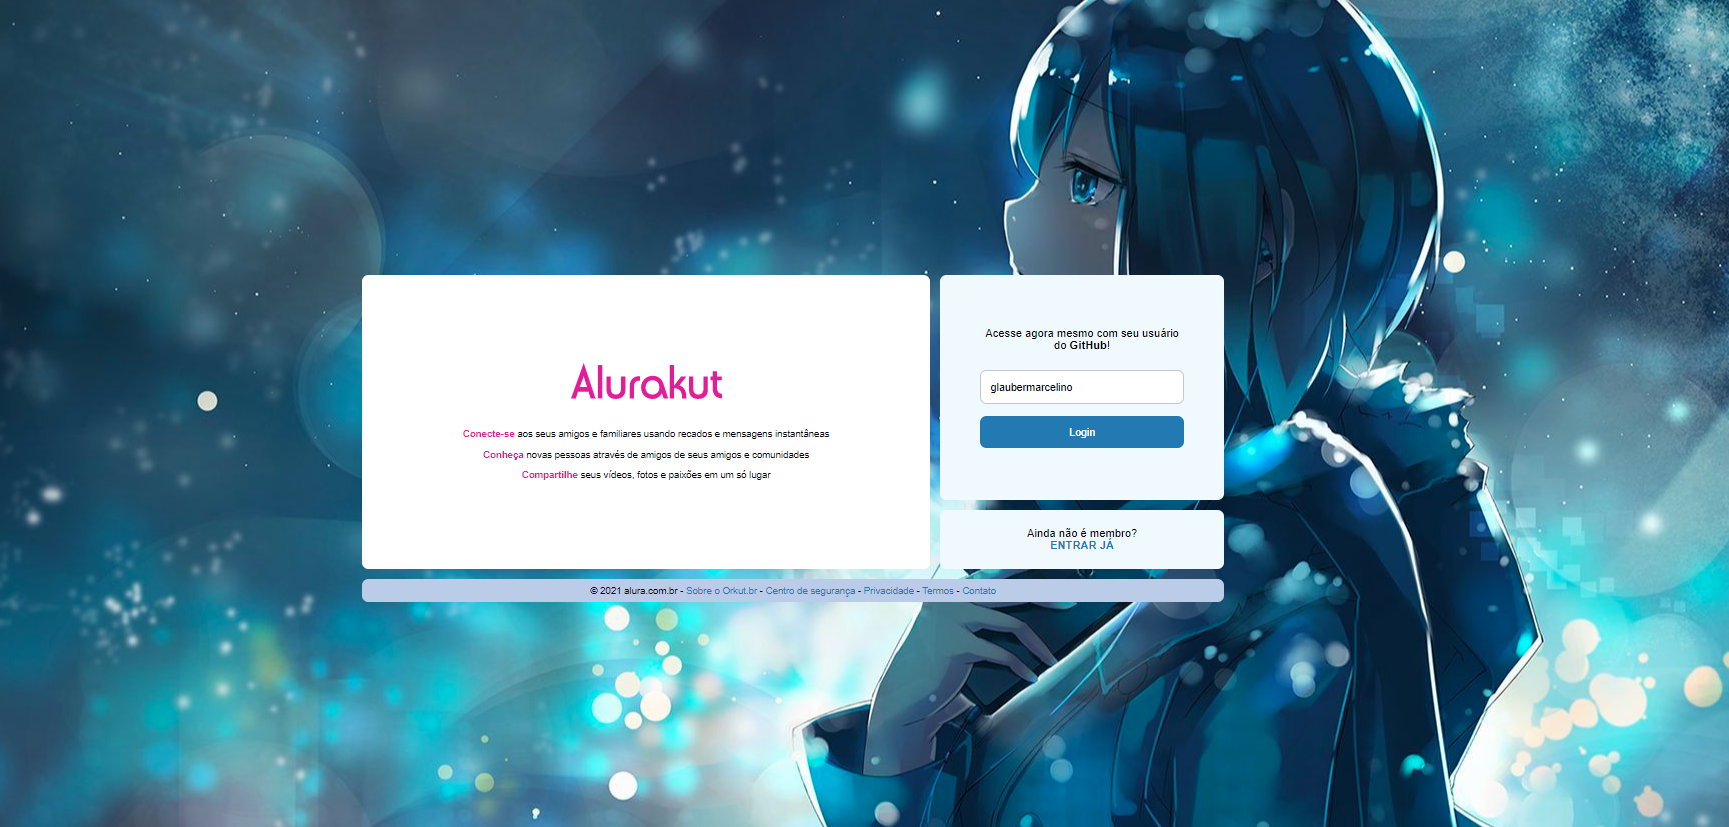 Alurakut
Conecte-se aos seus amigos e familiares usando recados e mensagens instantâneas
Conheça novas pessoas através de amigos de seus amigos e comunidades
Compartilhe seus vídeos, fotos e paixões em um só lugar
Acesse agora mesmo com seu usuário
do GitHub!
glaubermarcelino
Login
Ainda não é membro?
ENTRAR JÁ
© 2021 alura.com.br - Sobre o Orkut.br - Centro de segurança - Privacidade - Termos - Contato